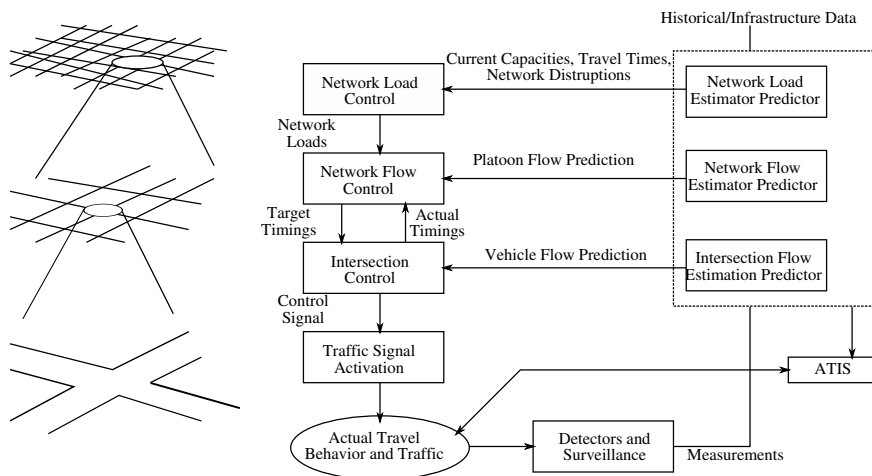 Historical/Infrastructure Data
Current Capacities, Travel Times,
Network Distruptions
Network Load
Control
Network Load
Estimator Predictor
Network
Loads
Network Flow
Control
Platoon Flow Prediction
Network Flow
Estimator Predictor
Target
Timings
Actual
Timings
Intersection
Control
Vehicle Flow Prediction
Intersection Flow
Estimation Predictor
Control
Signal
Traffic Signal
Activation
ATIS
Actual Travel
Behavior and Traffic
Detectors and
Surveillance
Measurements